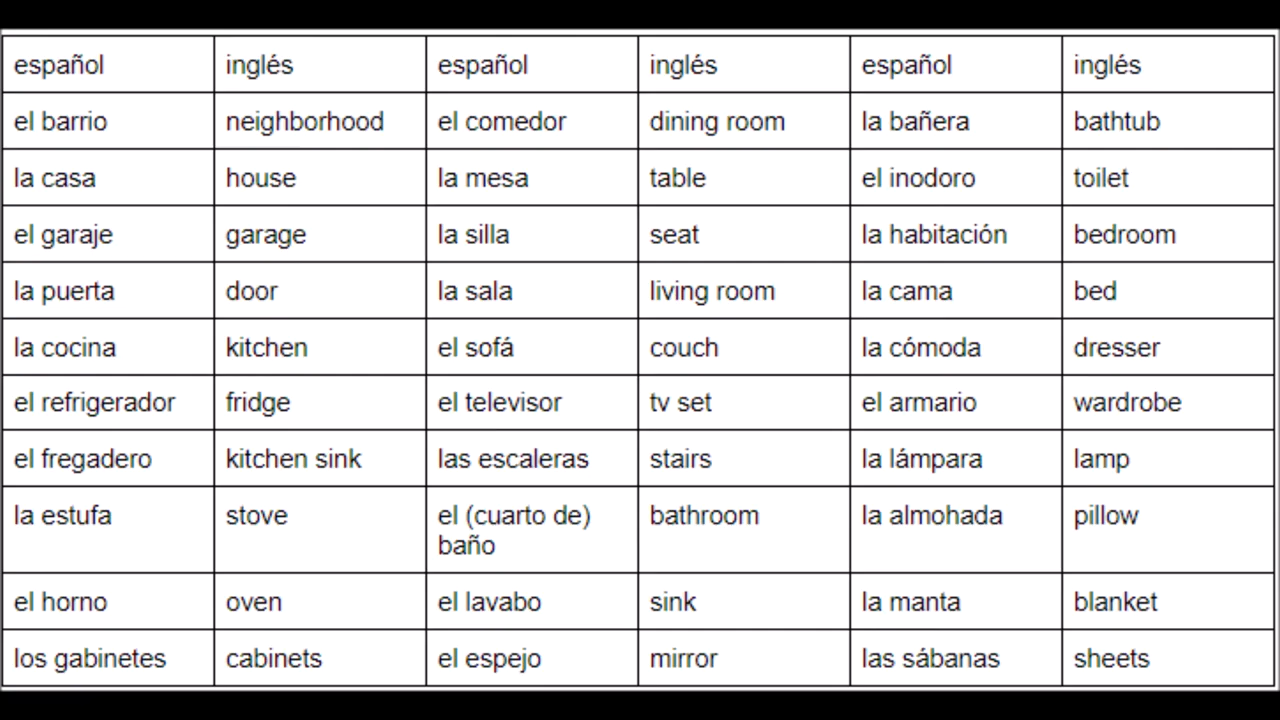 español inglés español inglés español inglés
el barrio neighborhood el comedor dining room la bañera bathtub
la casa house la mesa table el inodoro toilet
el garaje garage la silla seat la habitación bedroom
la puerta door la sala living room la cama bed
la cocina kitchen el sofá couch la cómoda dresser
el refrigerador fridge el televisor tv set el armario wardrobe
el fregadero kitchen sink las escaleras stairs la lámpara lamp
la estufa stove el (cuarto de) bathroom la almohada pillow
baño
el horno oven el lavabo sink la manta blanket
los gabinetes cabinets el espejo mirror las sábanas sheets